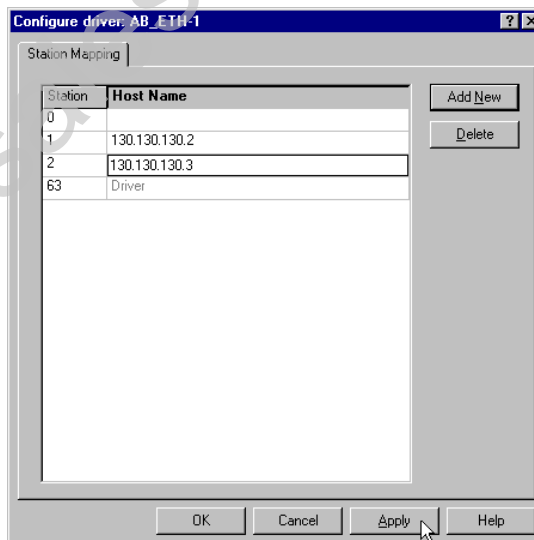 Configure driver: AB_ETH-1
Station Mapping
Station Host Name
0
1 130.130.130.2
2 130.130.130.3
63 Driver
Add New
Delete
OK Cancel Apply Help